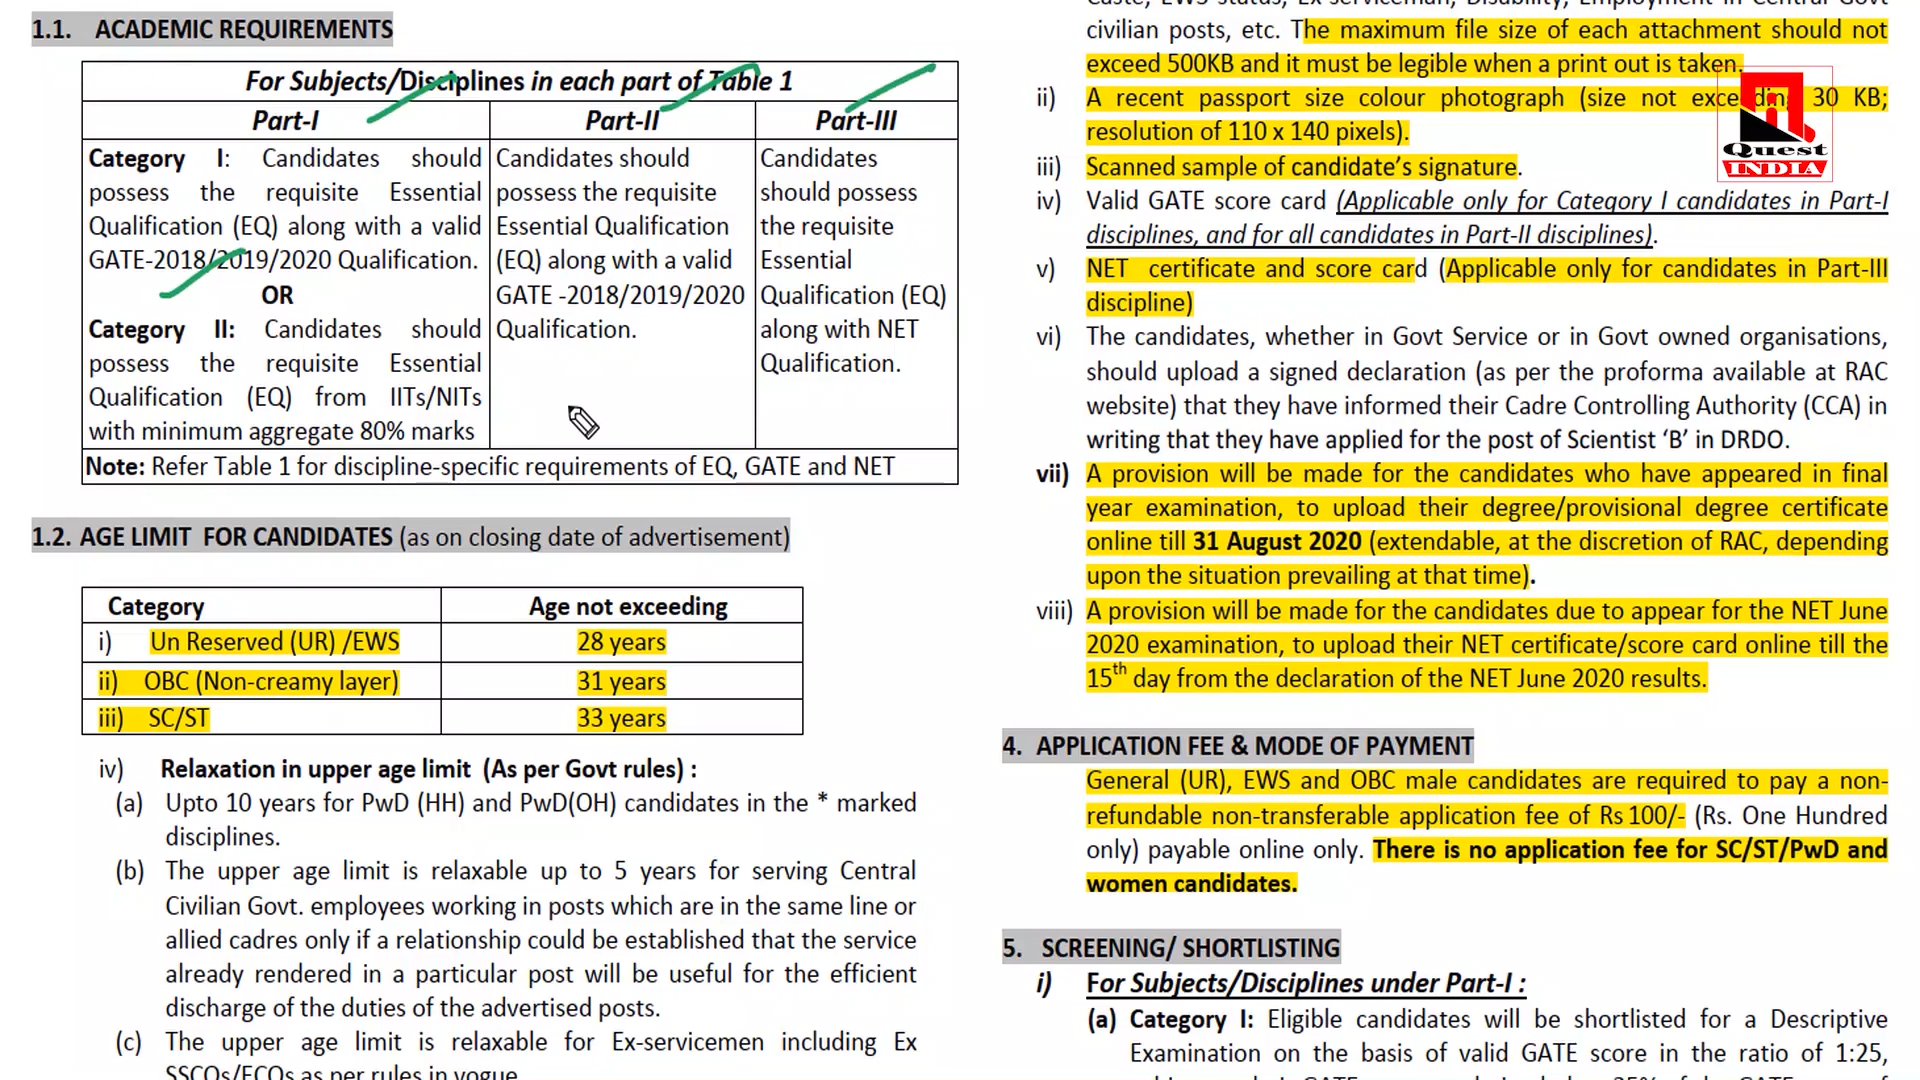 1.1. ACADEMIC REQUIREMENTS
For Subjects/Disciplines in each part of Table 1
Part-I Part-II Part-III
Category I: Candidates should
possess the requisite Essential
Qualification (EQ) along with a valid
GATE-2018/2019/2020 Qualification.
OR
Category II: Candidates should
possess the requisite Essential
Qualification (EQ) from IITs/NITs
with minimum aggregate 80% marks
Candidates should
possess the requisite
Essential Qualification
(EQ) along with a valid
GATE -2018/2019/2020
Qualification.
Candidates
should possess
the requisite
Essential
Qualification (EQ)
along with NET
Qualification.
Note: Refer Table 1 for discipline-specific requirements of EQ, GATE and NET
1.2. AGE LIMIT FOR CANDIDATES (as on closing date of advertisement)
Category Age not exceeding
i) Un Reserved (UR) /EWS 28 years
ii) OBC (Non-creamy layer) 31 years
iii) SC/ST 33 years
iv) Relaxation in upper age limit (As per Govt rules) :
(a) Upto 10 years for PwD (HH) and PwD(OH) candidates in the * marked
disciplines.
(b) The upper age limit is relaxable up to 5 years for serving Central
Civilian Govt. employees working in posts which are in the same line or
allied cadres only if a relationship could be established that the service
already rendered in a particular post will be useful for the efficient
discharge of the duties of the advertised posts.
(c) The upper age limit is relaxable for Ex-servicemen including Ex
SSCOs/ECOs as per rules in vogue
Caste, EWS status, Ex-serviceman, Disability, Employment in Central Govt
civilian posts, etc. The maximum file size of each attachment should not
exceed 500KB and it must be legible when a print out is taken.
ii) A recent passport size colour photograph (size not exceeding 30 KB;
resolution of 110 x 140 pixels).
iii) Scanned sample of candidate's signature.
iv) Valid GATE score card (Applicable only for Category I candidates in Part-I
disciplines, and for all candidates in Part-II disciplines).
v) NET certificate and score card (Applicable only for candidates in Part-III
discipline)
vi) The candidates, whether in Govt Service or in Govt owned organisations,
should upload a signed declaration (as per the proforma available at RAC
website) that they have informed their Cadre Controlling Authority (CCA) in
writing that they have applied for the post of Scientist ‘B’ in DRDO.
vii) A provision will be made for the candidates who have appeared in final
year examination, to upload their degree/provisional degree certificate
online till 31 August 2020 (extendable, at the discretion of RAC, depending
upon the situation prevailing at that time).
viii) A provision will be made for the candidates due to appear for the NET June
2020 examination, to upload their NET certificate/score card online till the
15th day from the declaration of the NET June 2020 results.
4. APPLICATION FEE & MODE OF PAYMENT
General (UR), EWS and OBC male candidates are required to pay a non-
refundable non-transferable application fee of Rs 100/- (Rs. One Hundred
only) payable online only. There is no application fee for SC/ST/PwD and
women candidates.
5. SCREENING/ SHORTLISTING
i) For Subjects/Disciplines under Part-I :
(a) Category I: Eligible candidates will be shortlisted for a Descriptive
Examination on the basis of valid GATE score in the ratio of 1:25,
Quest
INDIA